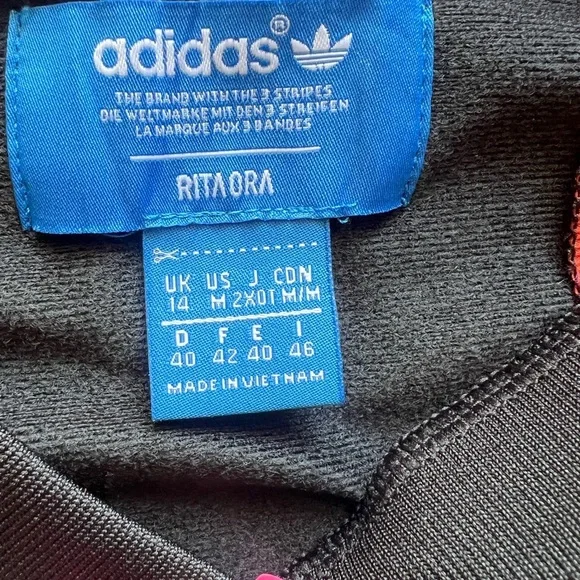 adidas®
THE BRAND WITH THE 3 STRIPES
DIE WELTMARKE MIT DEN 3 STREIFEN
LA MARQUE AUX 3 BANDES
RITA ORA
UK US J CDN
14 M 2XOT M/M
D F E I
40 42 40 46
MADE IN VIETNAM